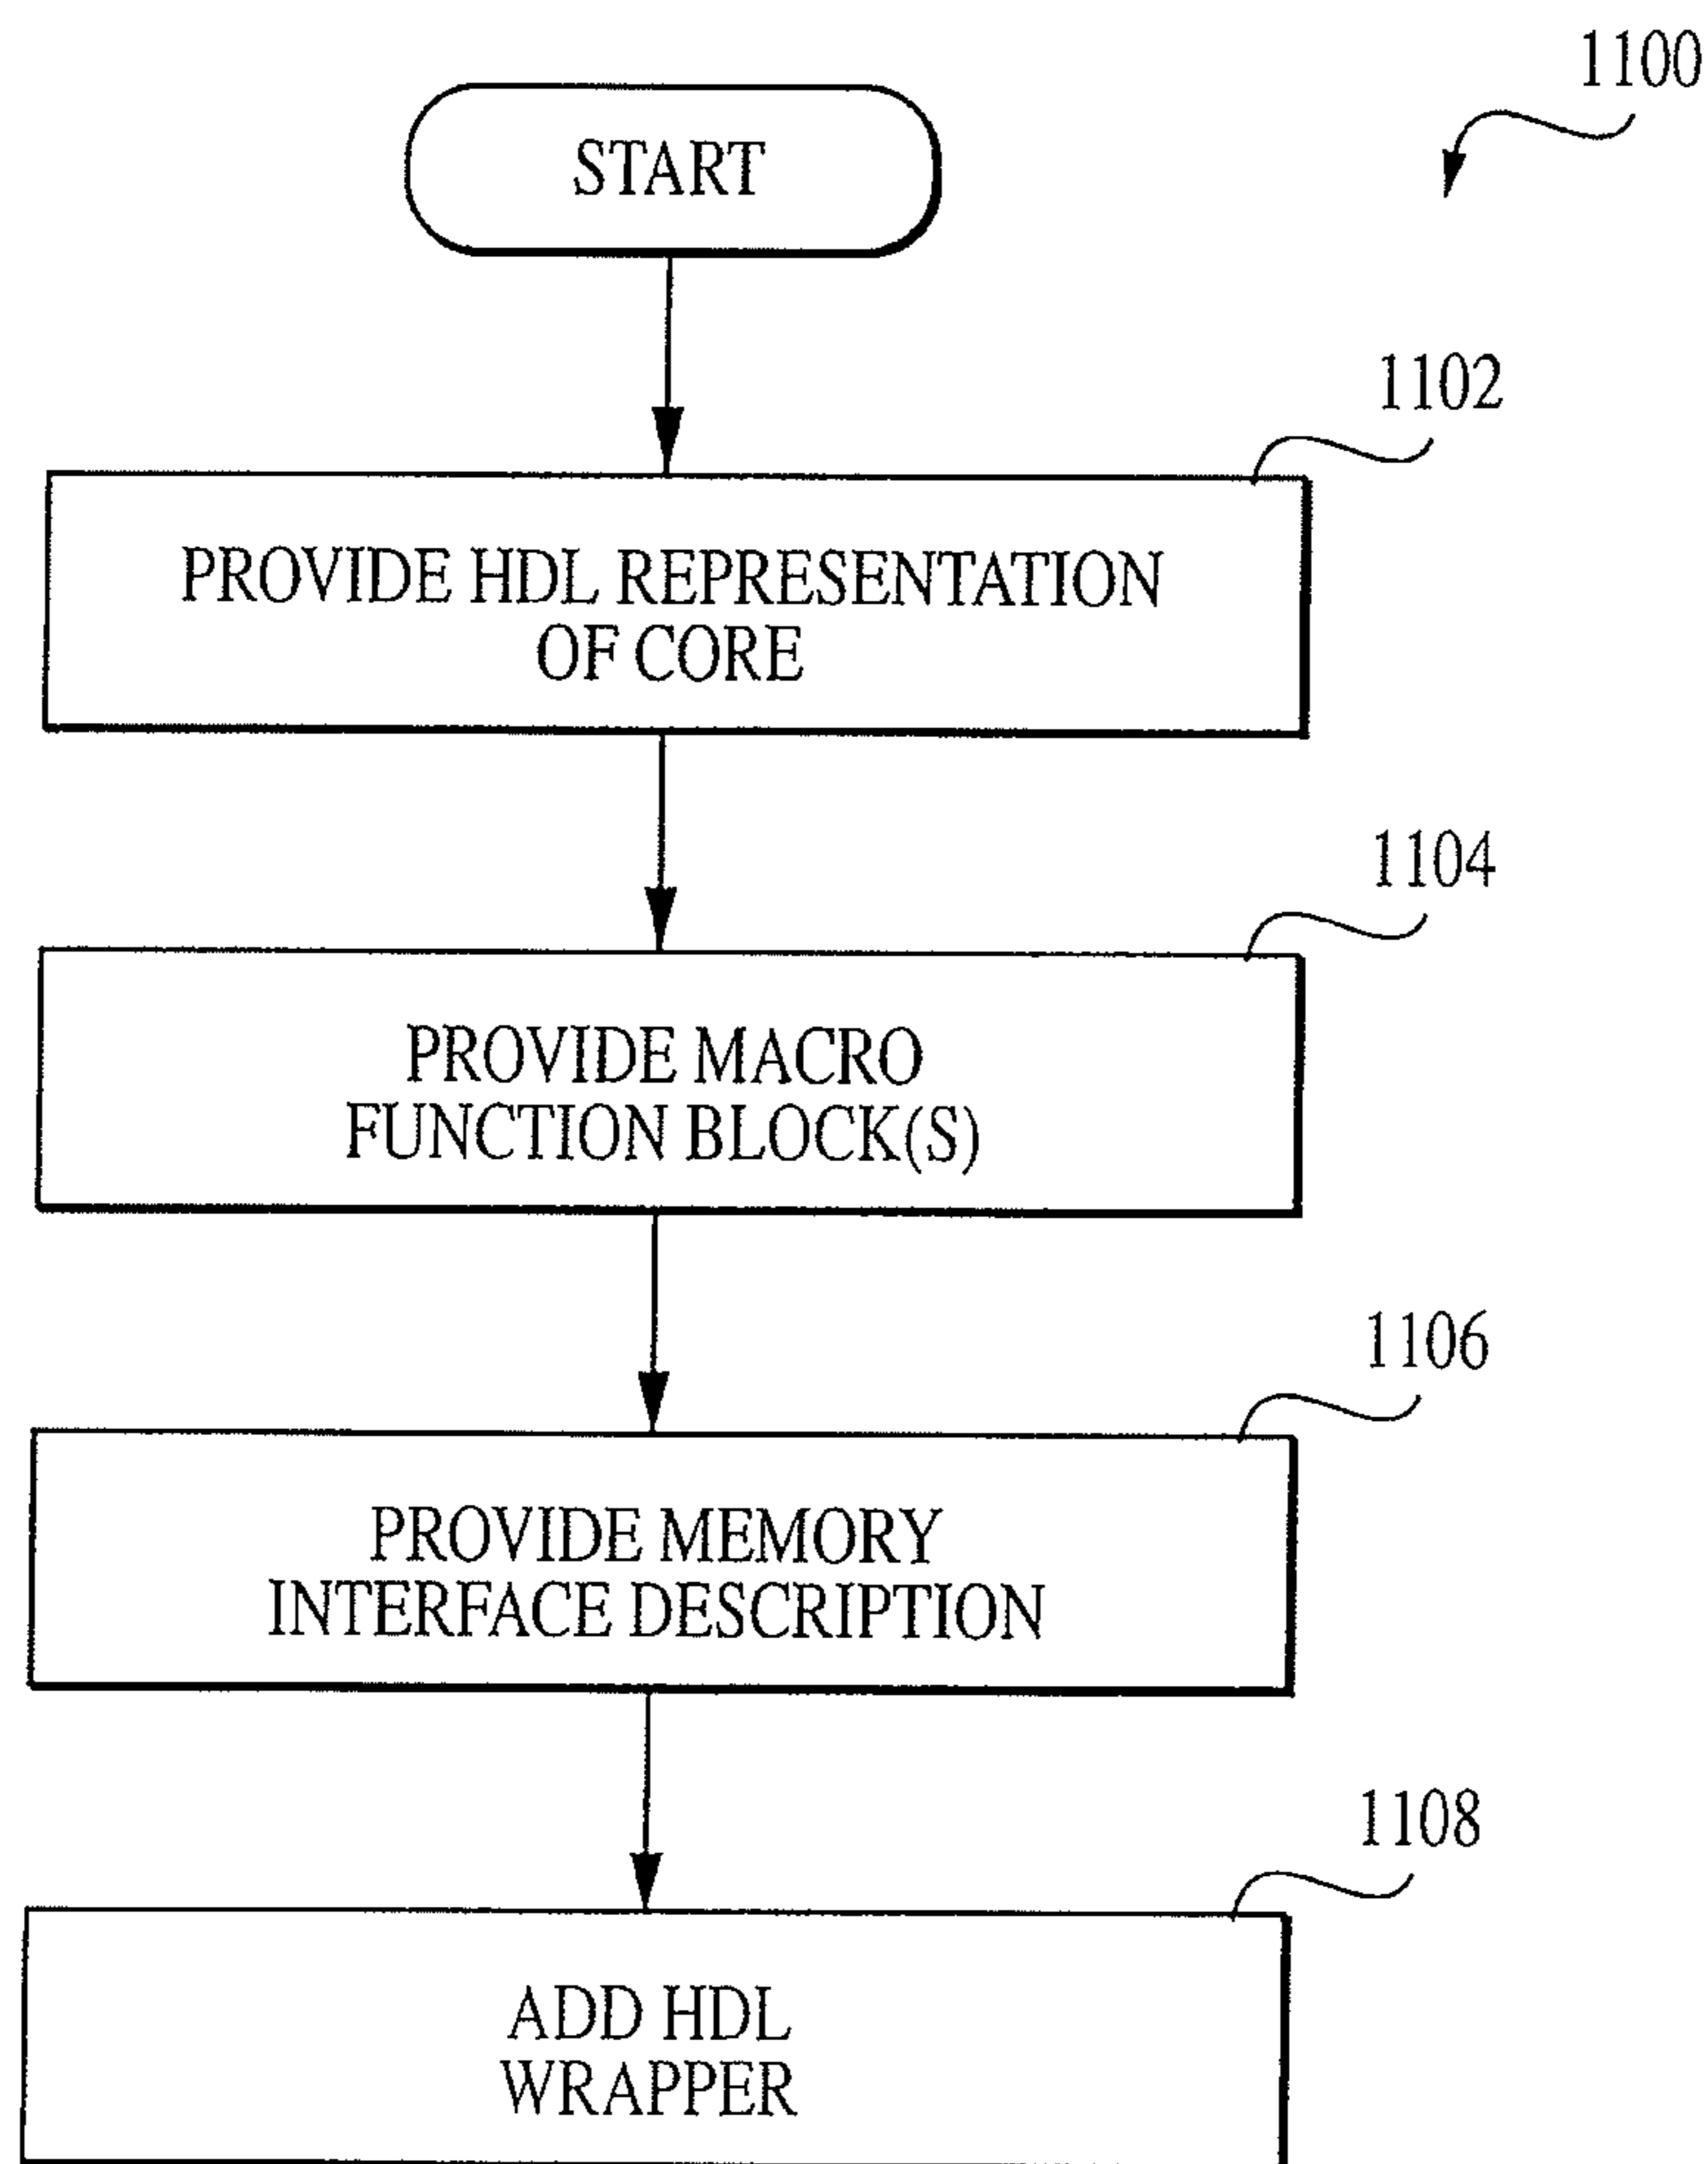 1100
START
1102
PROVIDE HDL REPRESENTATION
OF CORE
1104
PROVIDE MACRO
FUNCTION BLOCK(S)
1106
PROVIDE MEMORY
INTERFACE DESCRIPTION
1108
ADD HDL
WRAPPER